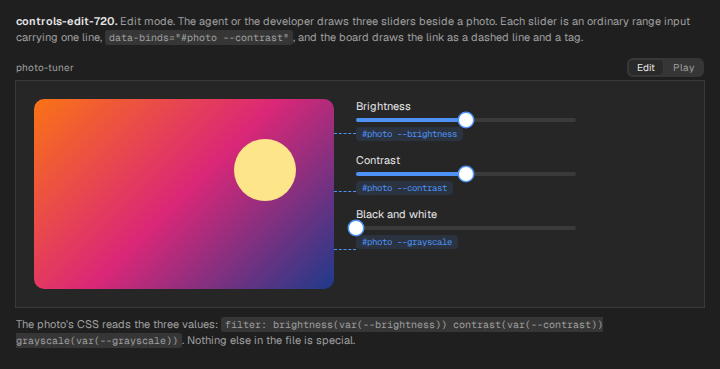 controls-edit-720. Edit mode. The agent or the developer draws three sliders beside a photo. Each slider is an ordinary range input
carrying one line, data-binds="#photo --contrast", and the board draws the link as a dashed line and a tag.
photo-tuner
Edit Play
Brightness
#photo --brightness
Contrast
#photo --contrast
Black and white
#photo --grayscale
The photo's CSS reads the three values: filter: brightness(var(--brightness)) contrast(var(--contrast))
grayscale(var(--grayscale)). Nothing else in the file is special.